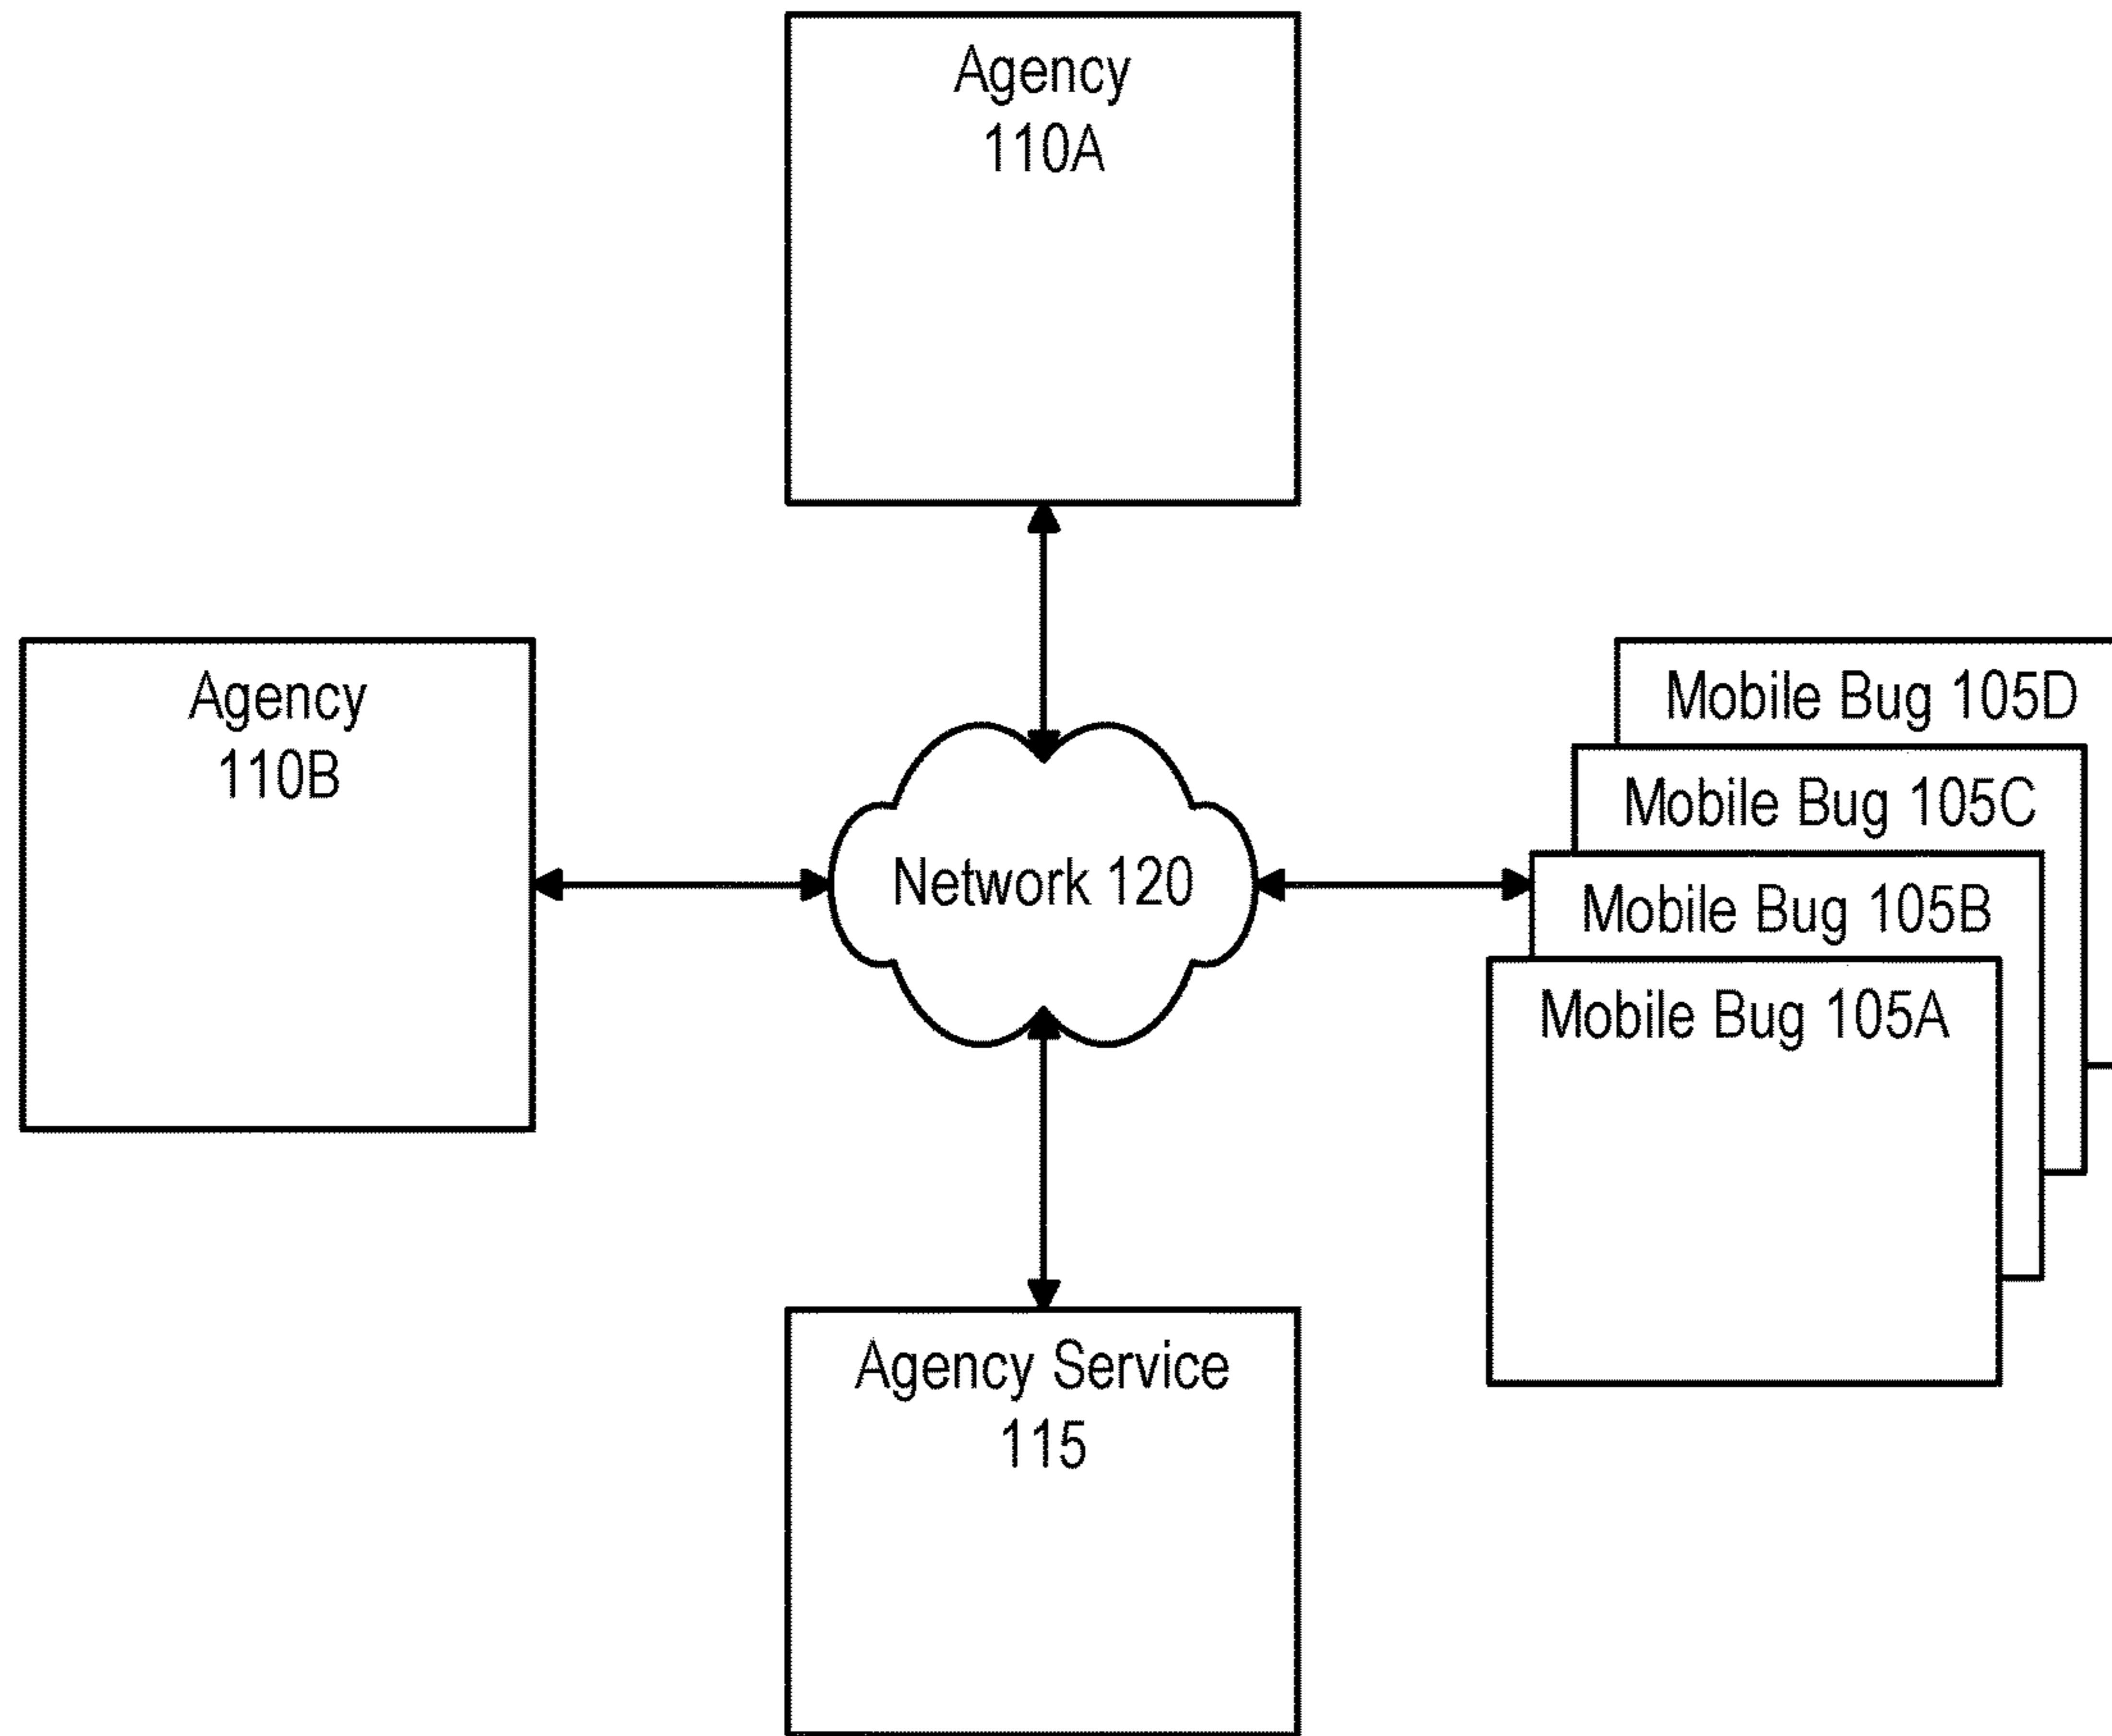 Agency
110A
Agency
110B
Network 120
Mobile Bug 105D
Mobile Bug 105C
Mobile Bug 105B
Mobile Bug 105A
Agency Service
115